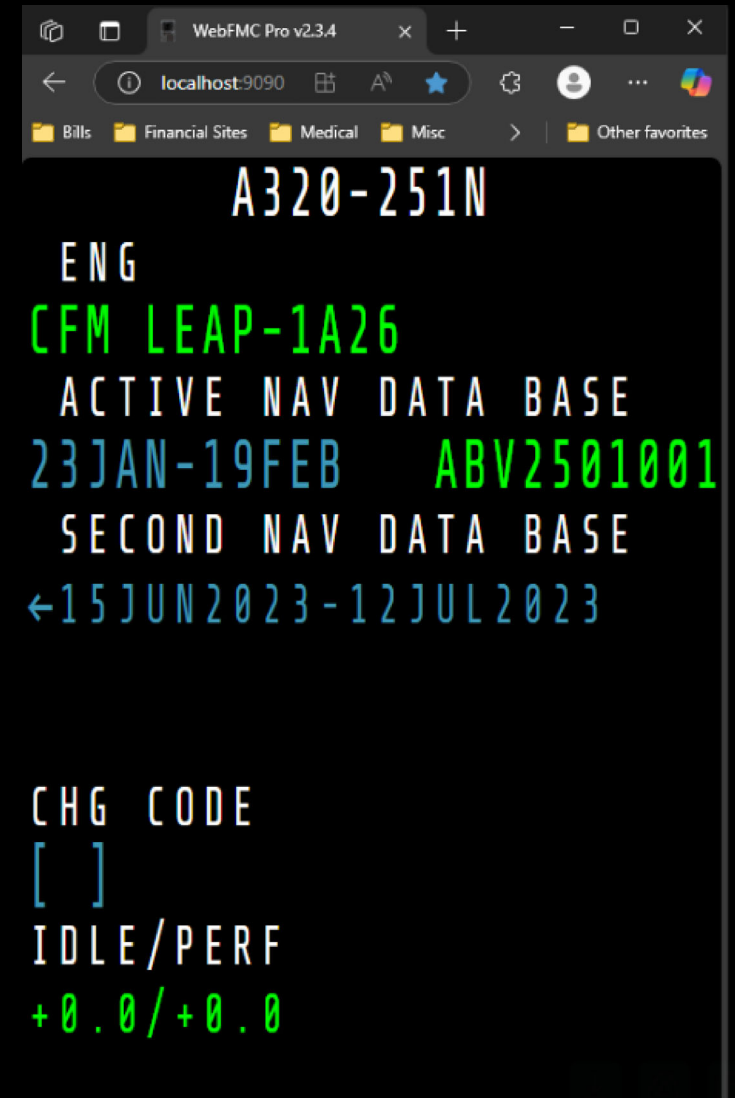 WebFMC Pro v2.3.4
localhost:9090
Bills Financial Sites Medical Misc Other favorites
A320-251N
ENG
CFM LEAP-1A26
ACTIVE NAV DATA BASE
23JAN-19FEB ABV2501001
SECOND NAV DATA BASE
←15JUN2023-12JUL2023
CHG CODE
[ ]
IDLE/PERF
+0.0/+0.0